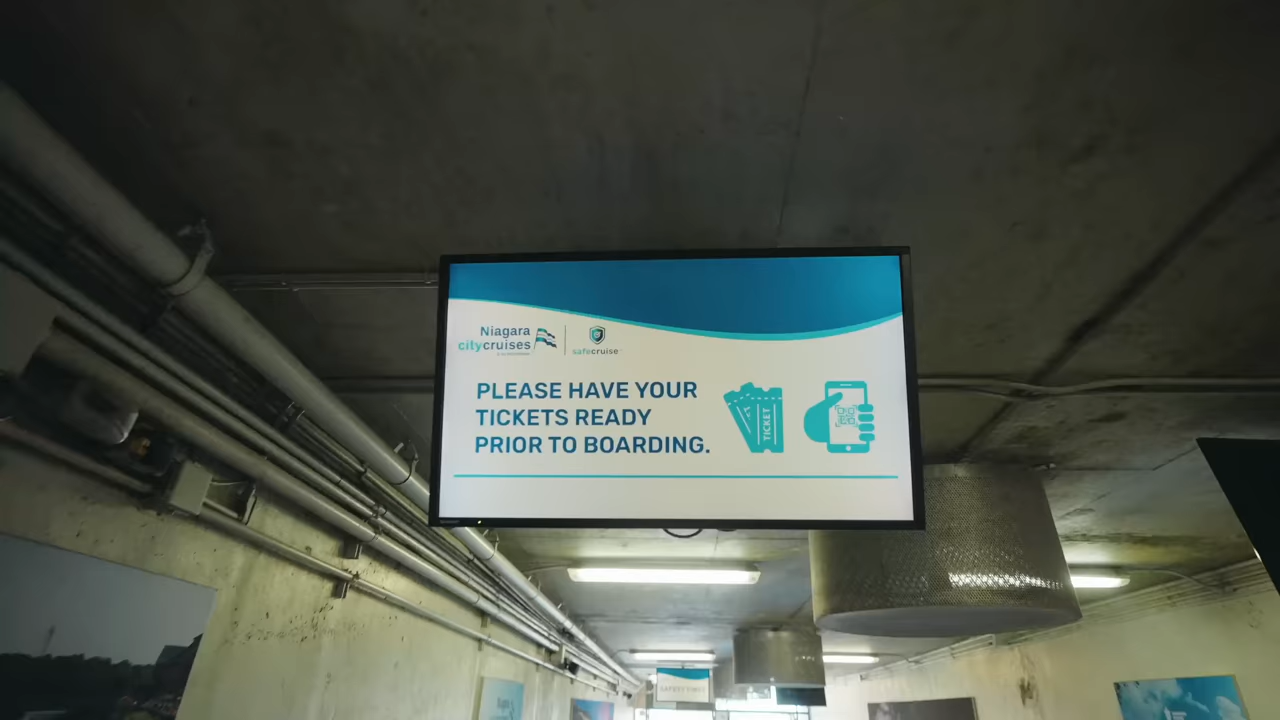 Niagara
citycruises
safecruise
PLEASE HAVE YOUR
TICKETS READY
PRIOR TO BOARDING.
TICKET